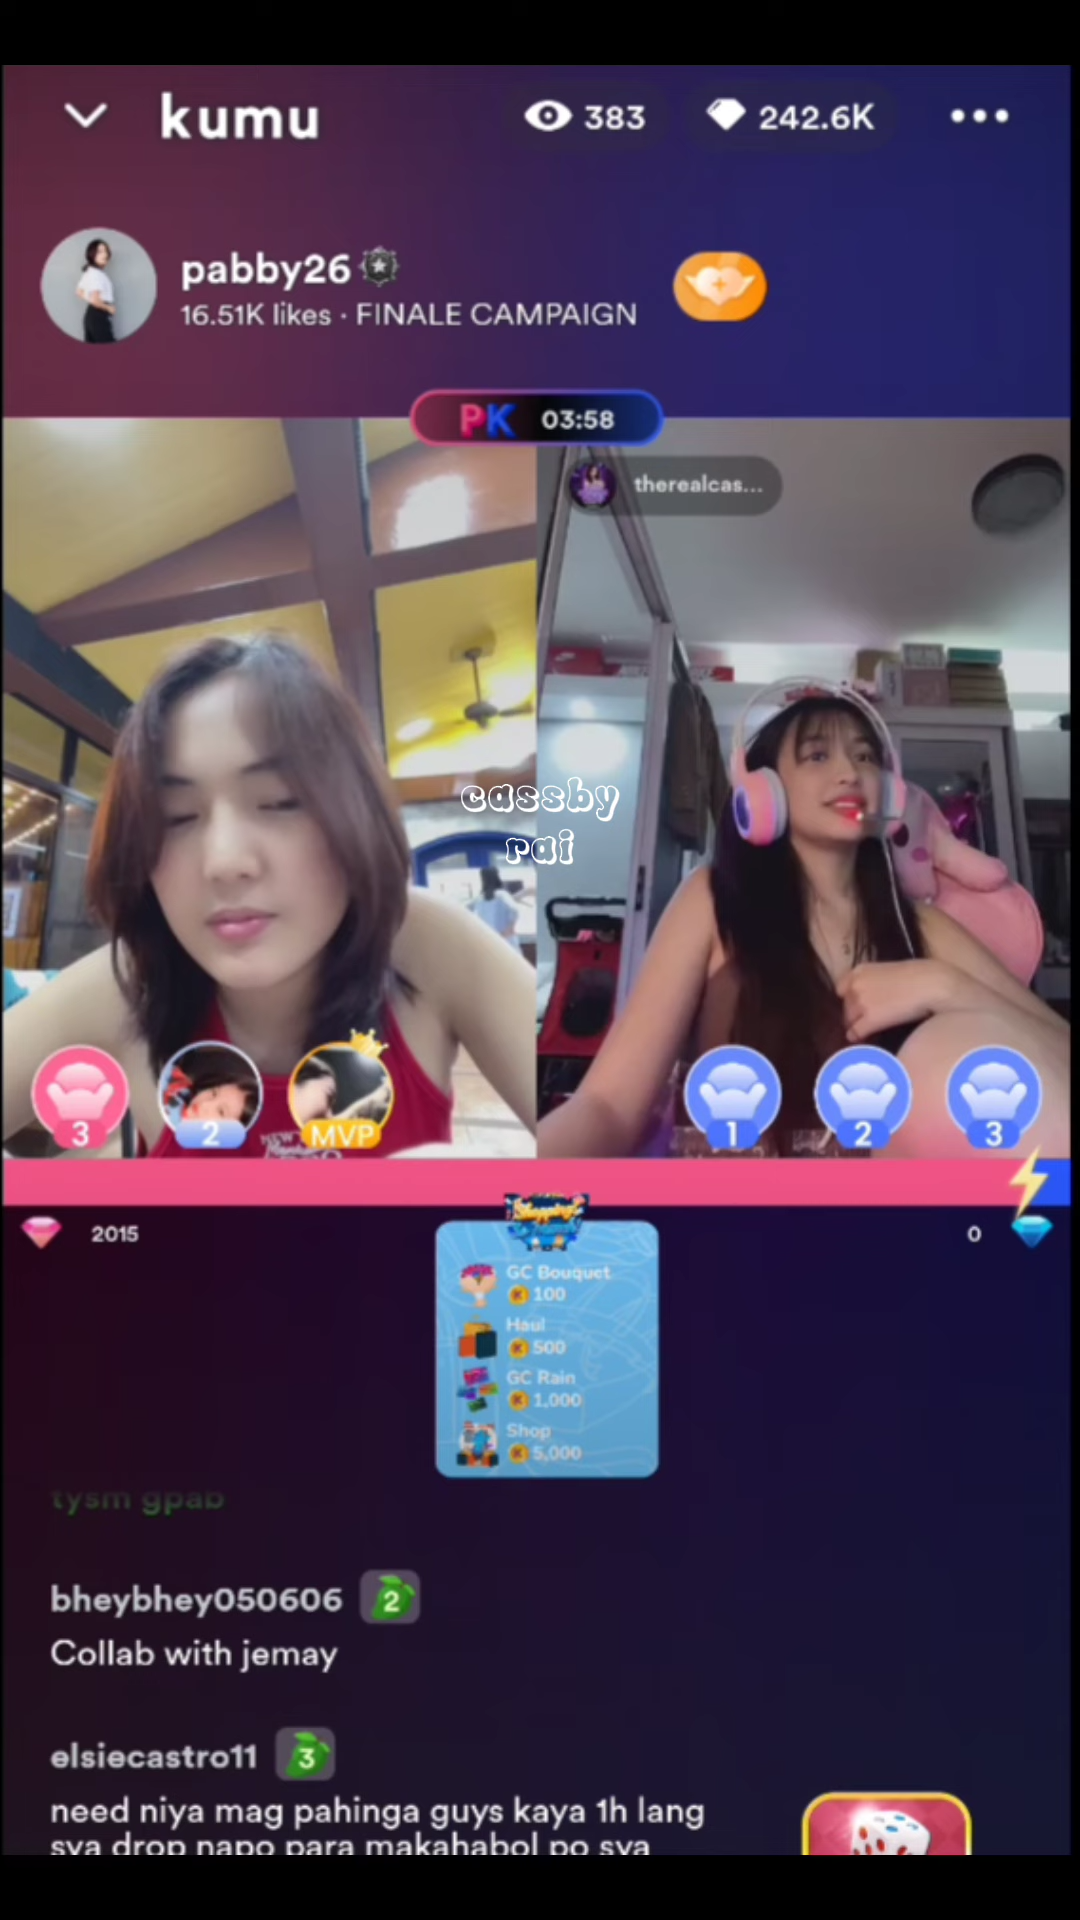 kumu
383
242.6K
pabby26
16.51K likes · FINALE CAMPAIGN
PK 03:58
therealcas...
cassby
rai
3
2
MVP
1
2
3
2015
0
Shopping
GC Bouquet
100
Haul
500
GC Rain
1,000
Shop
5,000
tysm gpab
bheybhey050606 2
Collab with jemay
elsiecastro11 3
need niya mag pahinga guys kaya 1h lang
sya drop napo para makahabol po sya